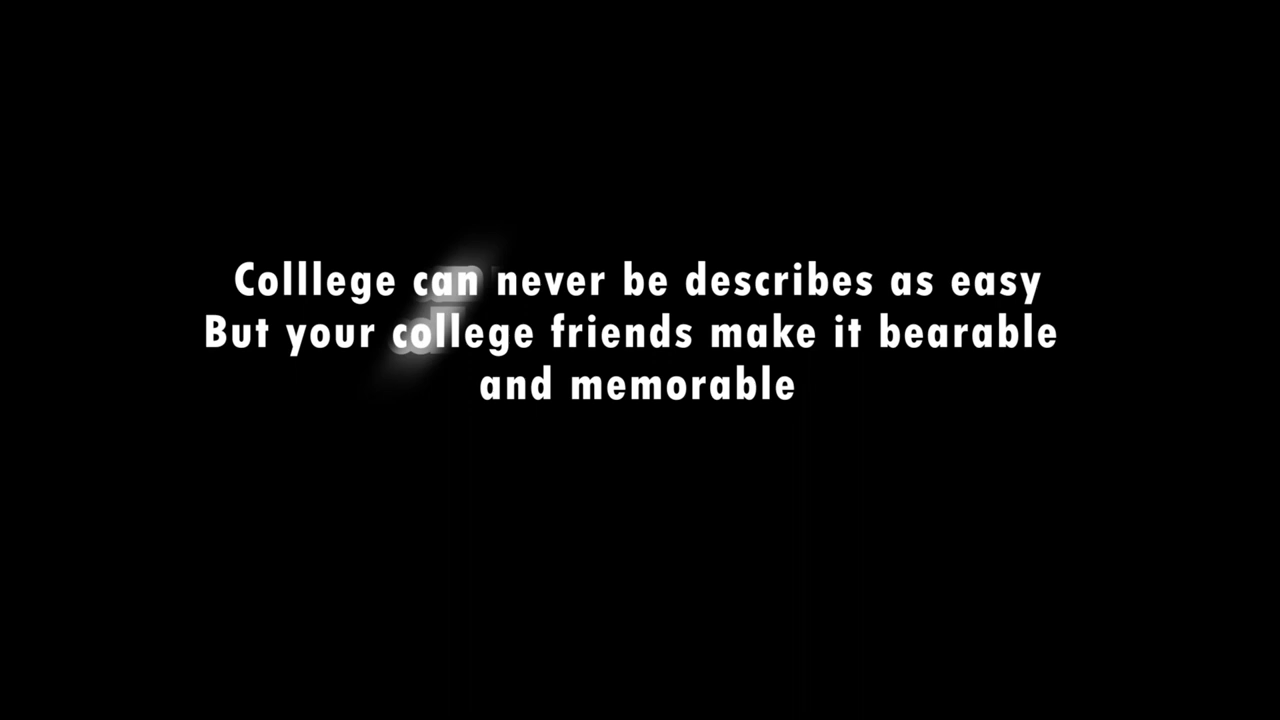 Colllege can never be describes as easy
But your college friends make it bearable
and memorable